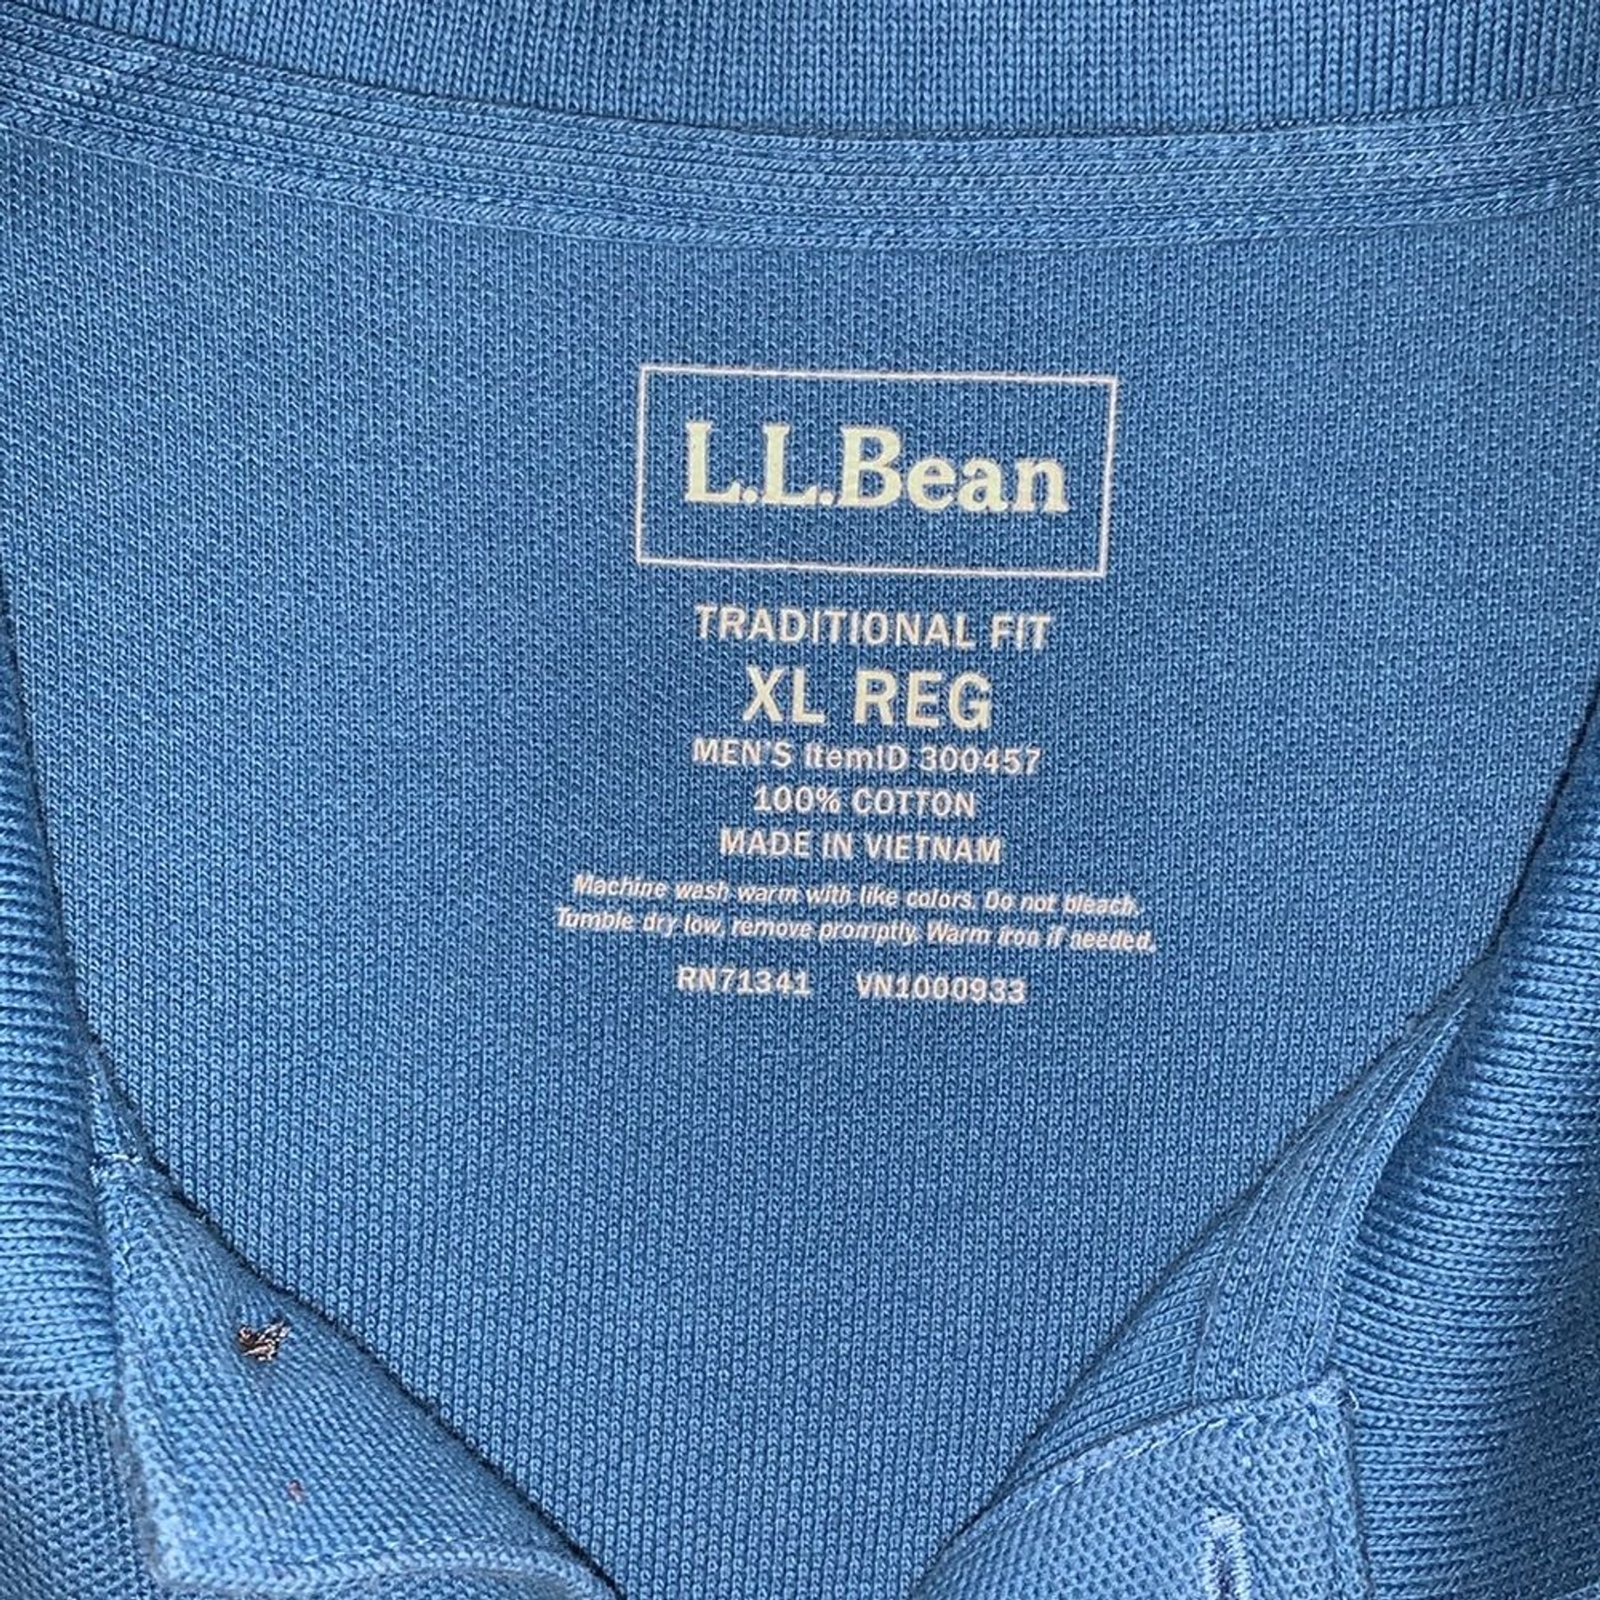 L.L.Bean
TRADITIONAL FIT
XL REG
MEN'S ItemID 300457
100% COTTON
MADE IN VIETNAM
Machine wash warm with like colors. Do not bleach.
Tumble dry low, remove promptly. Warm iron if needed.
RN71341 VN1000933